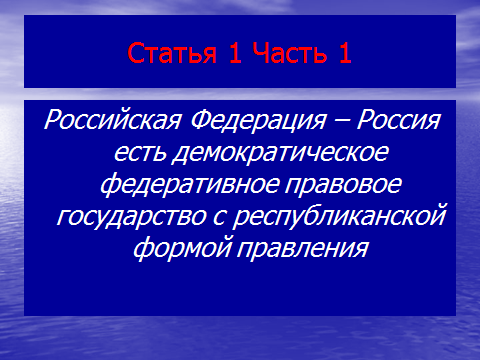 Статья 1 Часть 1
Российская Федерация – Россия
есть демократическое
федеративное правовое
государство с республиканской
формой правления